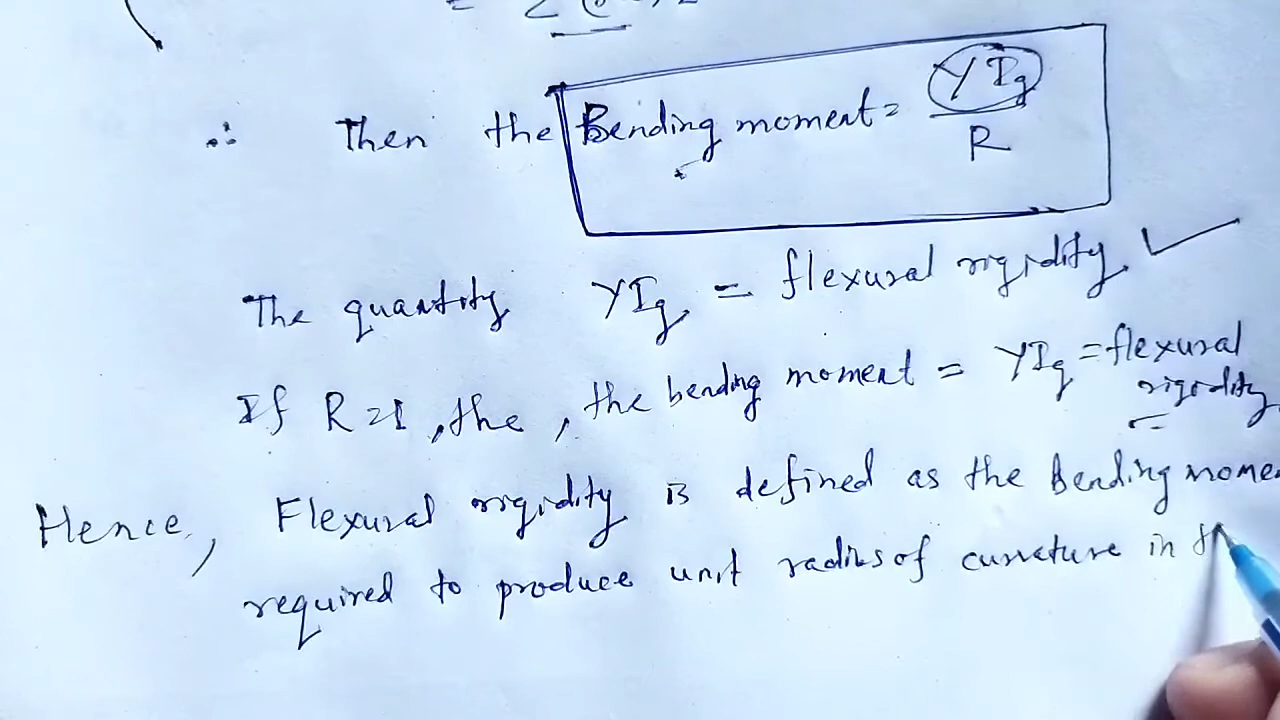 ∴ Then the Bending moment = YIg / R
The quantity YIg = flexural rigidity
If R = 1, the, the bending moment = YIg = flexural
rigidity
Hence, Flexural rigidity is defined as the Bending mome
required to produce unit radius of curvature in